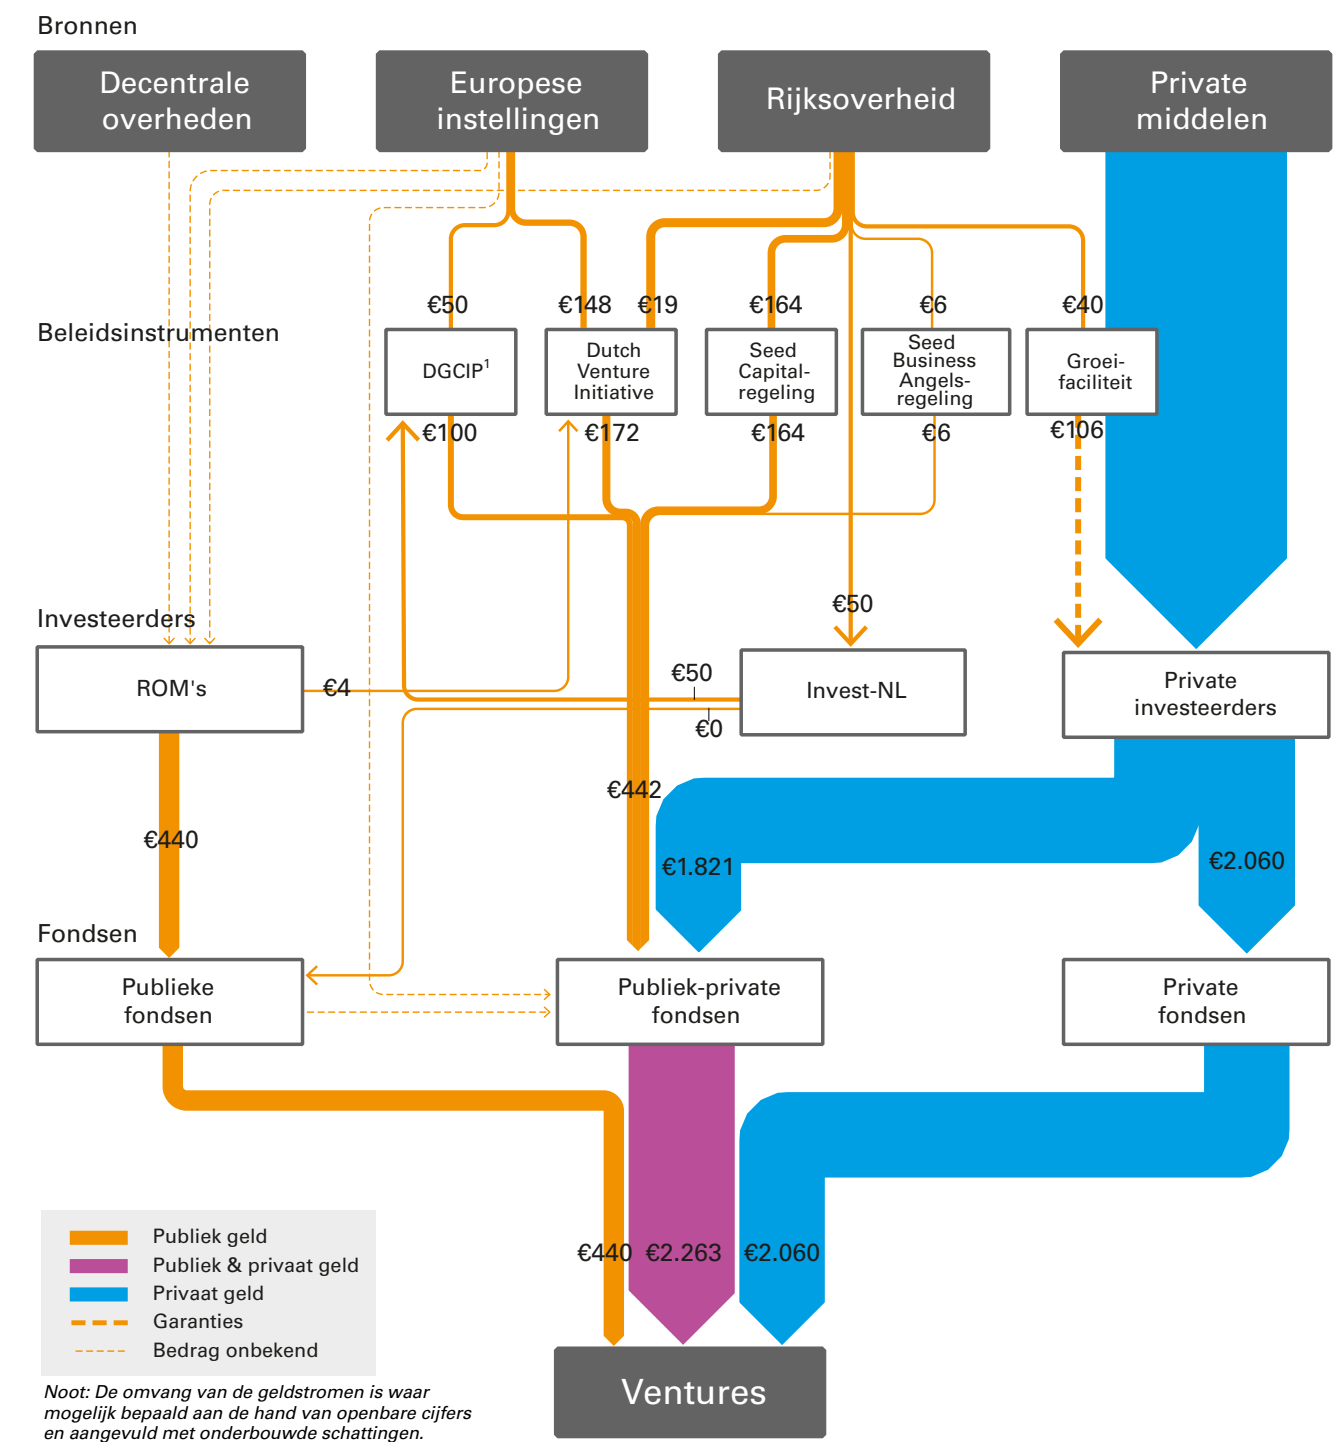 Bronnen
Decentrale
overheden
Europese
instellingen
Rijksoverheid
Private
middelen
€50
€148
€19
€164
€6
€40
Beleidsinstrumenten
DGCIP¹
Dutch
Venture
Initiative
Seed
Capital-
regeling
Seed
Business
Angels-
regeling
Groei-
faciliteit
€100
€172
€164
€6
€106
€50
Investeerders
ROM's
€4
€50
€0
Invest-NL
Private
investeerders
€440
€442
€1.821
€2.060
Fondsen
Publieke
fondsen
Publiek-private
fondsen
Private
fondsen
€440
€2.263
€2.060
Publiek geld
Publiek & privaat geld
Privaat geld
Garanties
Bedrag onbekend
Ventures
Noot: De omvang van de geldstromen is waar
mogelijk bepaald aan de hand van openbare cijfers
en aangevuld met onderbouwde schattingen.